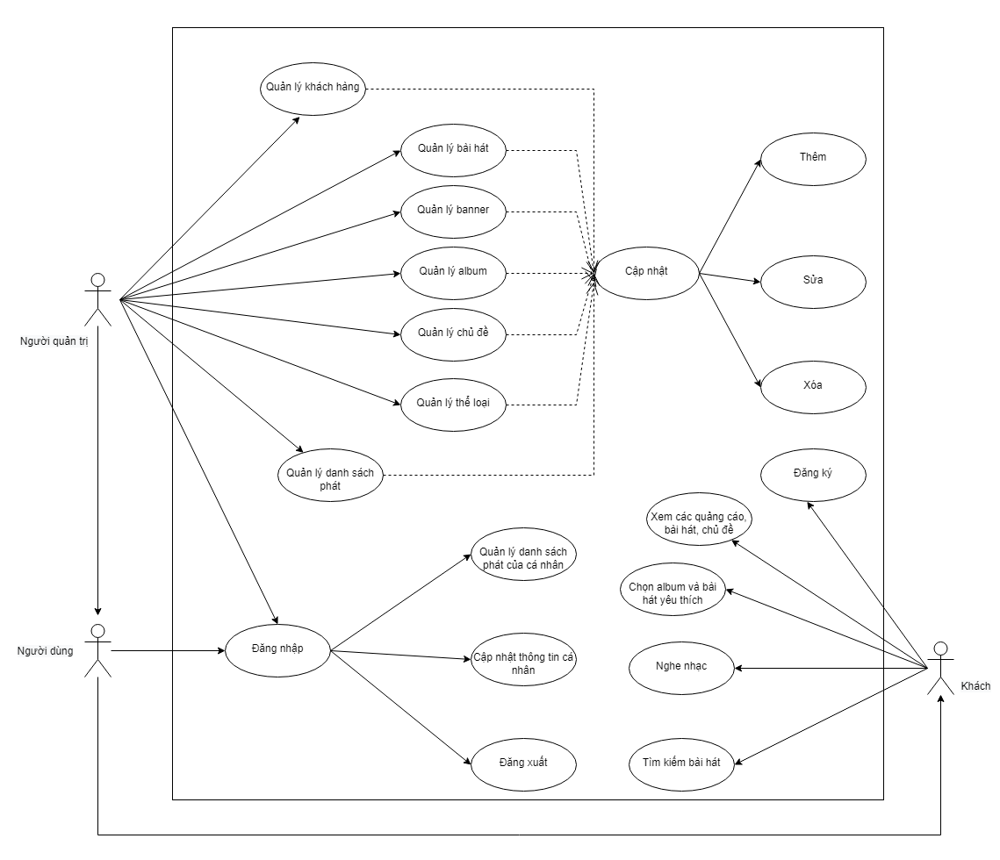 Quản lý khách hàng
Quản lý bài hát
Thêm
Quản lý banner
Quản lý album
Cập nhật
Sửa
Người quản trị
Quản lý chủ đề
Xóa
Quản lý thể loại
Quản lý danh sách
phát
Đăng ký
Xem các quảng cáo,
bài hát, chủ đề
Quản lý danh sách
phát của cá nhân
Chọn album và bài
hát yêu thích
Người dùng
Đăng nhập
Cập nhật thông tin cá
nhân
Nghe nhạc
Khách
Đăng xuất
Tìm kiếm bài hát